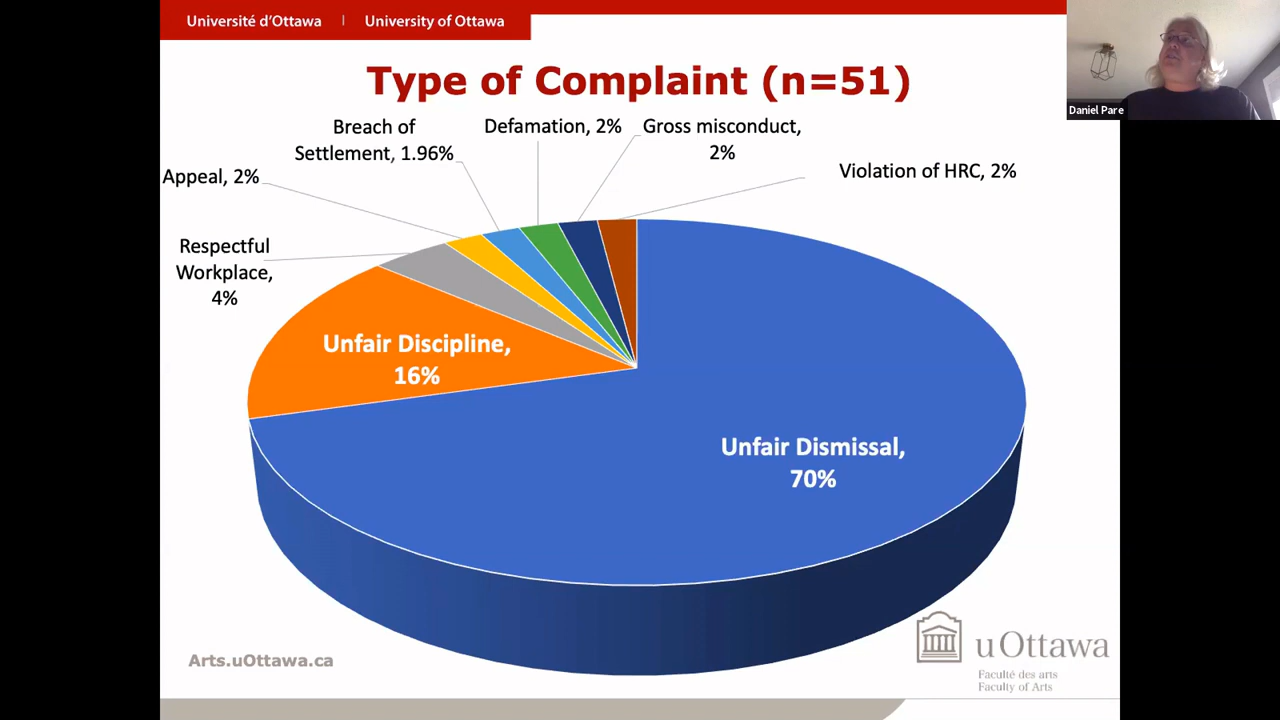 Université d'Ottawa | University of Ottawa
Daniel Pare
Type of Complaint (n=51)
Breach of
Settlement, 1.96%
Defamation, 2%
Gross misconduct,
2%
Violation of HRC, 2%
Appeal, 2%
Respectful
Workplace,
4%
Unfair Discipline,
16%
Unfair Dismissal,
70%
Arts.uOttawa.ca
uOttawa
Faculté des arts
Faculty of Arts